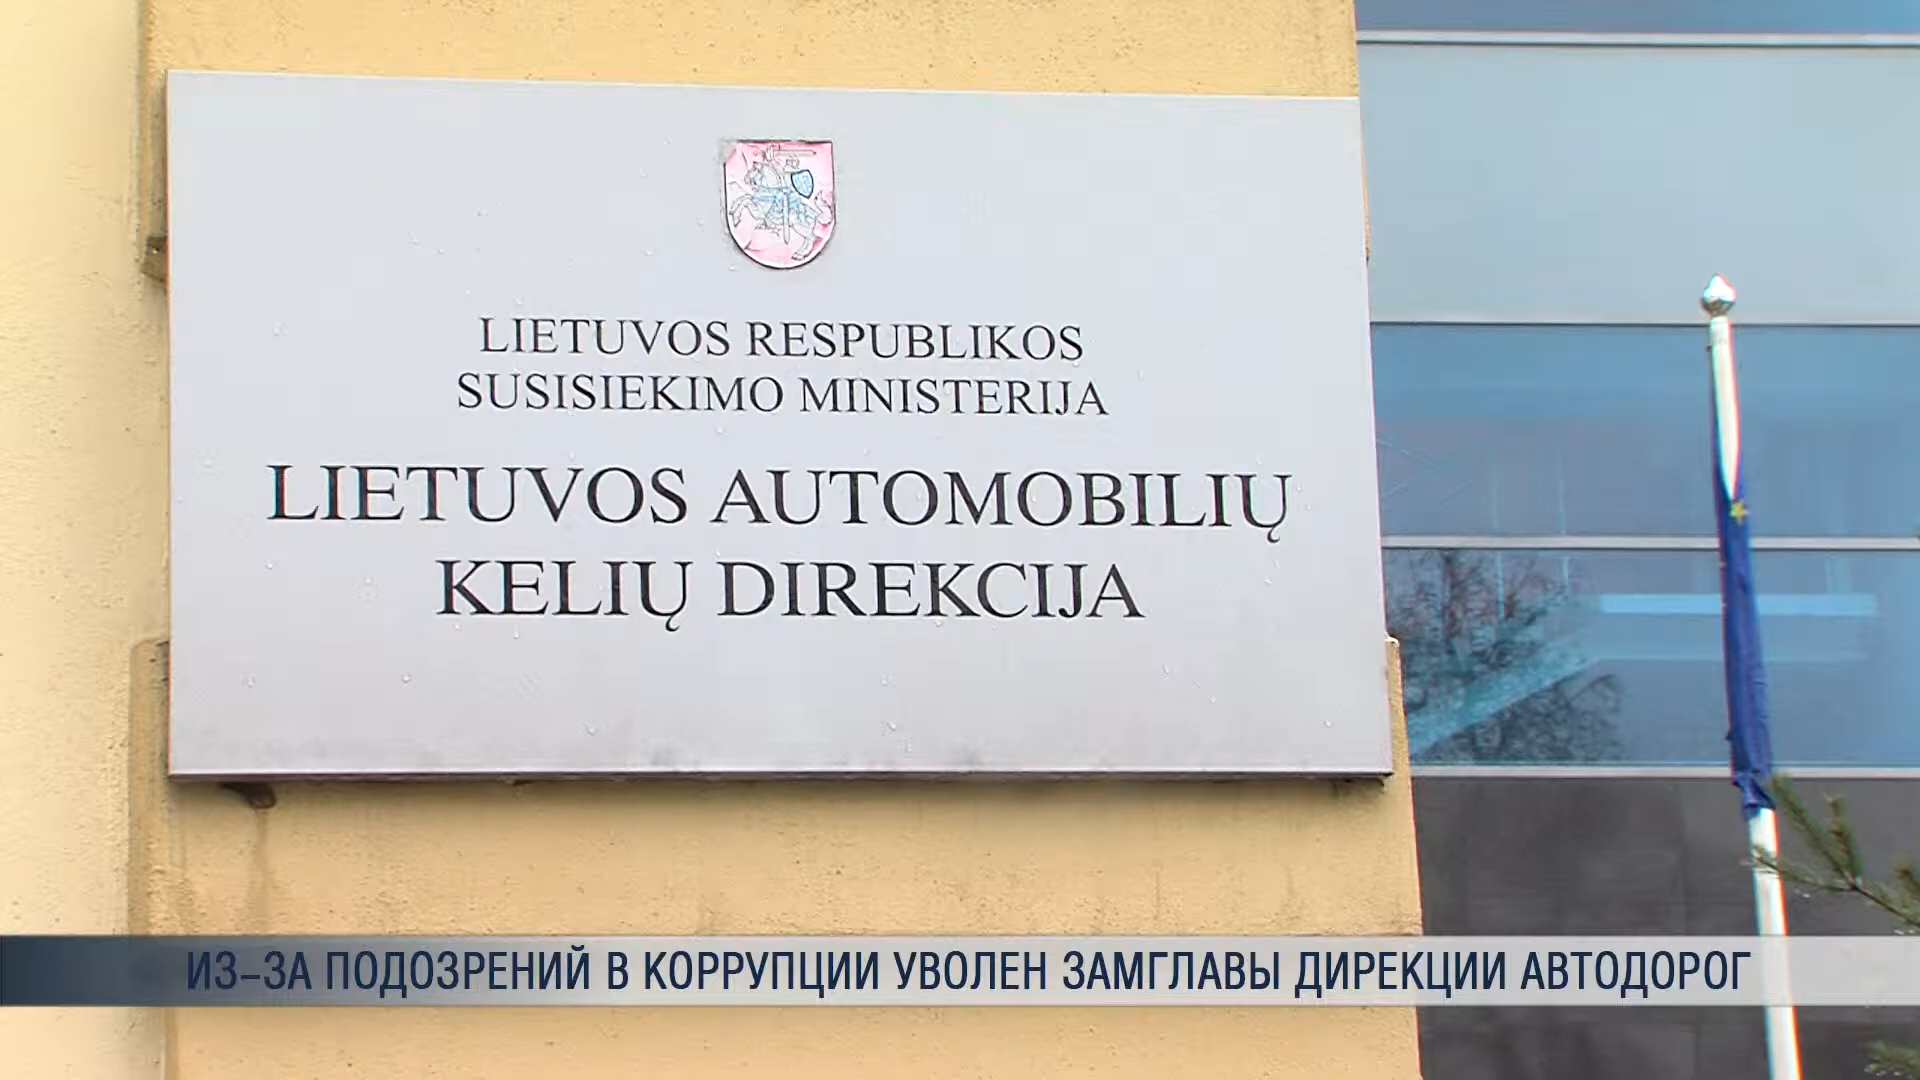 LIETUVOS RESPUBLIKOS
SUSISIEKIMO MINISTERIJA
LIETUVOS AUTOMOBILIŲ
KELIŲ DIREKCIJA
ИЗ-ЗА ПОДОЗРЕНИЙ В КОРРУПЦИИ УВОЛЕН ЗАМГЛАВЫ ДИРЕКЦИИ АВТОДОРОГ